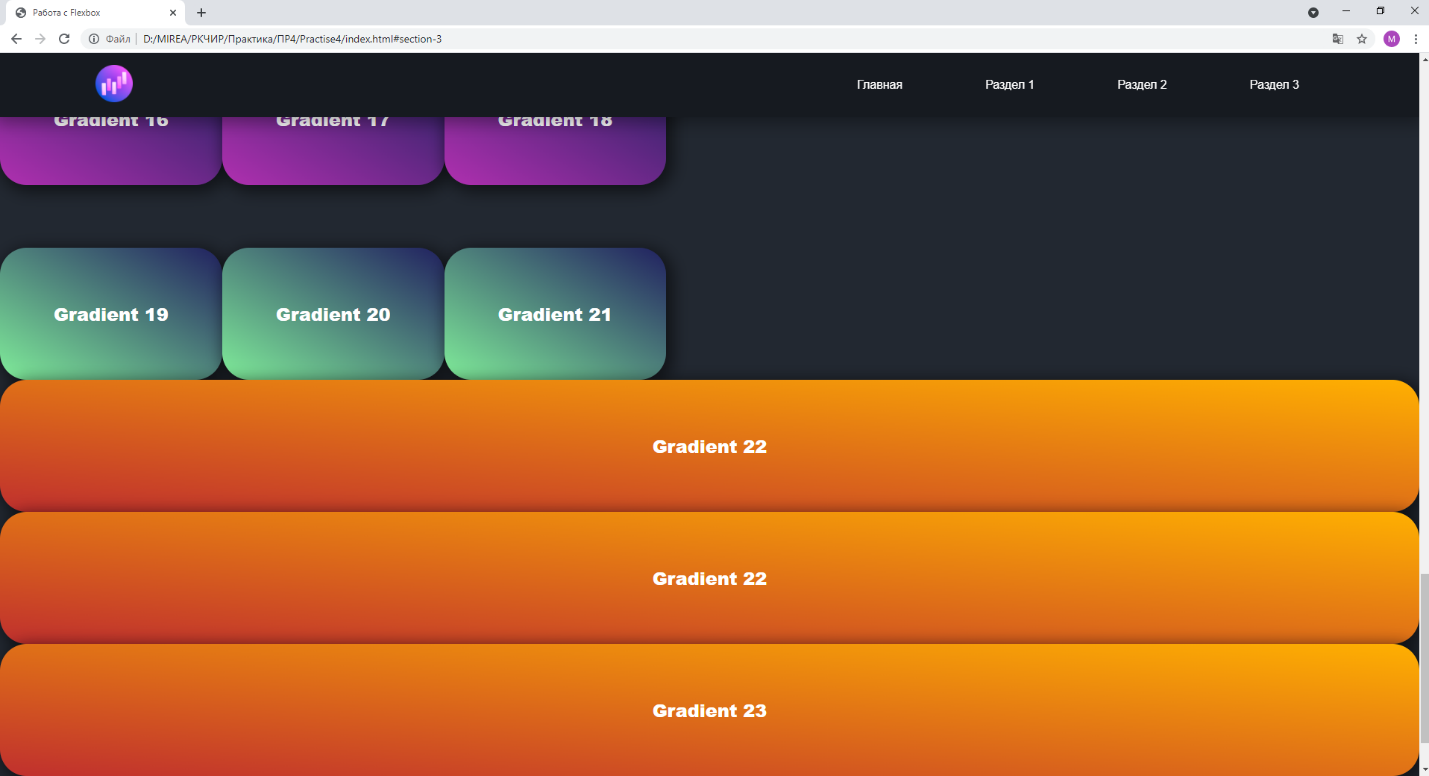 Работа с Flexbox
Файл
D:/MIREA/РКЧИР/Практика/ПР4/Practise4/index.html#section-3
M
Главная
Раздел 1
Раздел 2
Раздел 3
Gradient 16
Gradient 17
Gradient 18
Gradient 19
Gradient 20
Gradient 21
Gradient 22
Gradient 22
Gradient 23